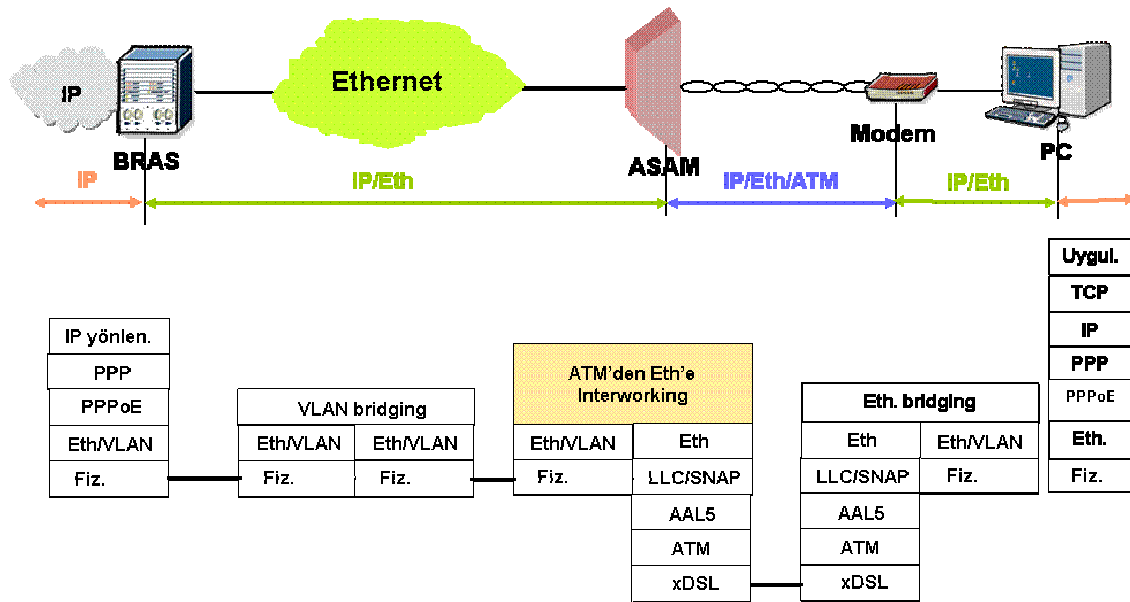 IP
Ethernet
BRAS
ASAM
Modem
PC
IP
IP/Eth
IP/Eth/ATM
IP/Eth
IP yönlen.
PPP
PPPoE
Eth/VLAN
Fiz.
VLAN bridging
Eth/VLAN
Eth/VLAN
Fiz.
Fiz.
ATM'den Eth'e
Interworking
Eth/VLAN
Eth
Fiz.
LLC/SNAP
AAL5
ATM
xDSL
Eth. bridging
Eth
Eth/VLAN
LLC/SNAP
Fiz.
AAL5
ATM
xDSL
Uygul.
TCP
IP
PPP
PPPoE
Eth.
Fiz.